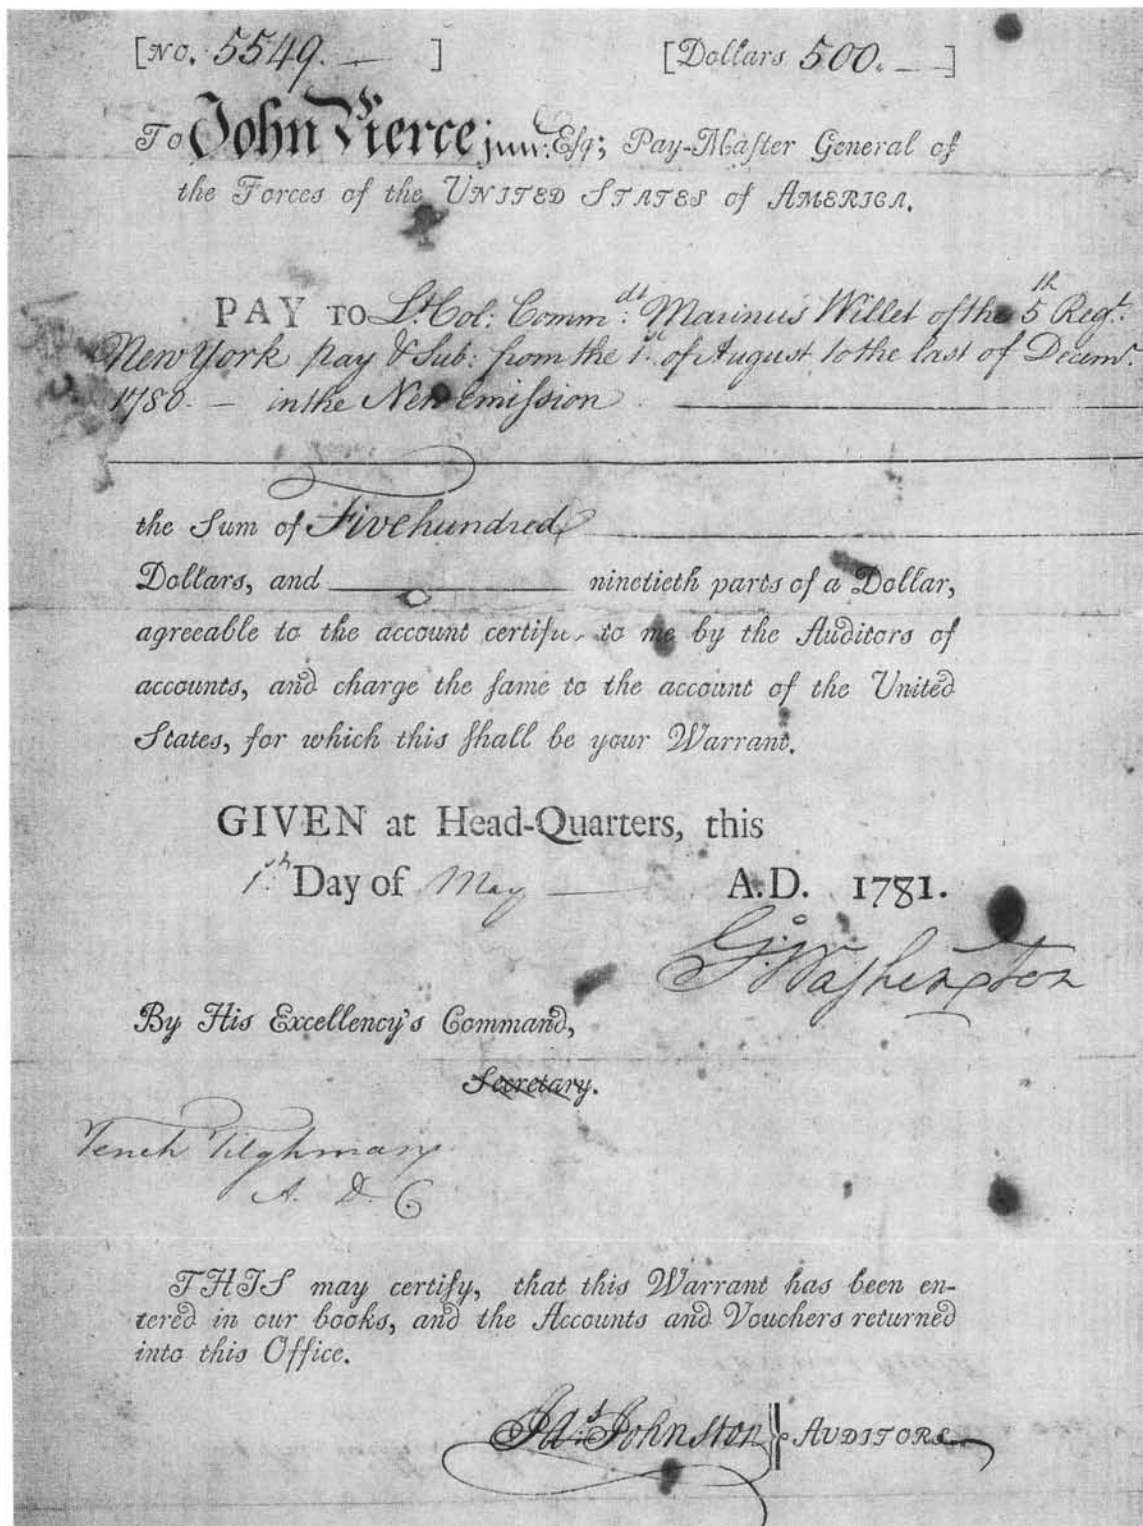 [No. 5549. — ] [Dollars 500. — ]
To John Pierce junr. Esq; Pay-Master General of
the Forces of the UNITED STATES of AMERICA.
PAY TO Lt. Col: Commdt: Marinus Willet of the 5th Regt.
New York pay & Sub: from the 1st. of August to the last of Decemr.
1780. — in the New Emission
the Sum of Five hundred
Dollars, and ninetieth parts of a Dollar,
agreeable to the account to me by the Auditors of
accounts, and charge the same to the account of the United
States, for which this shall be your Warrant.
GIVEN at Head-Quarters, this
Day of May — A.D. 1781.
Go: Washington
By His Excellency's Command,
Secretary.
Tench Tilghman
A. D. C
THIS may certify, that this Warrant has been en-
tered in our books, and the Accounts and Vouchers returned
into this Office.
Johnston } AUDITORS